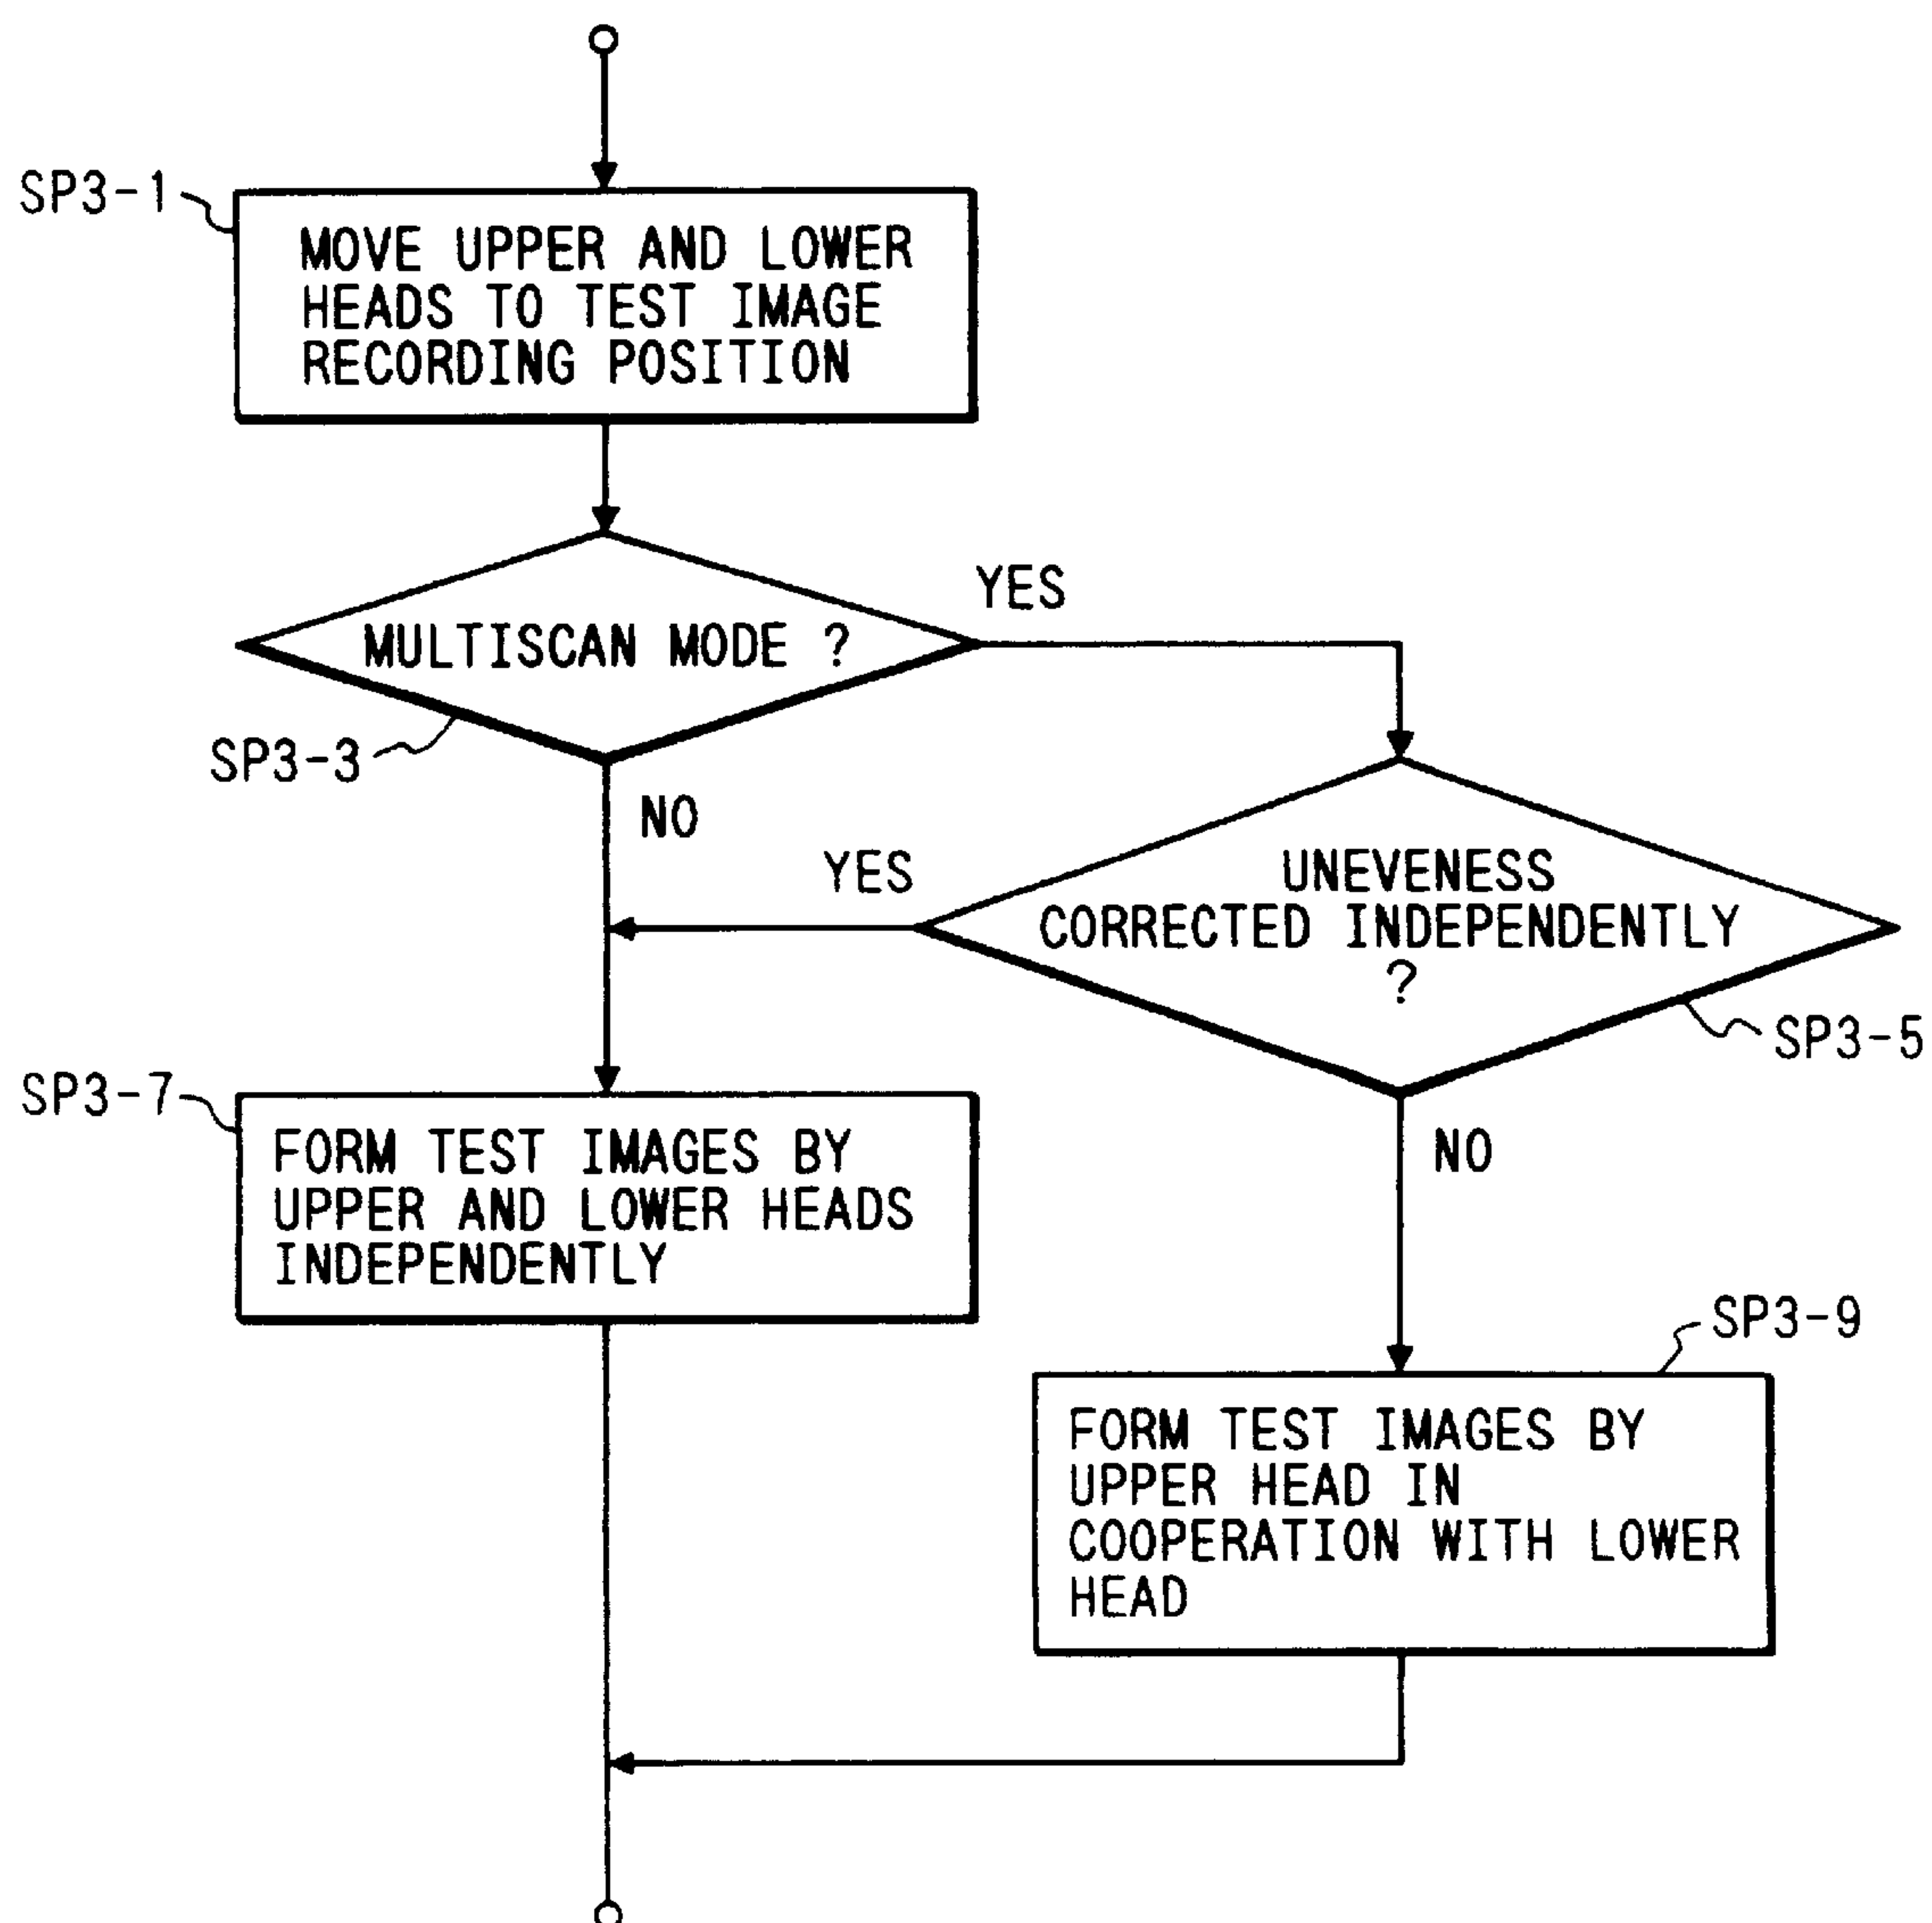 SP3-1
MOVE UPPER AND LOWER
HEADS TO TEST IMAGE
RECORDING POSITION
YES
MULTISCAN MODE ?
SP3-3
NO
YES
UNEVENESS
CORRECTED INDEPENDENTLY
?
SP3-5
SP3-7
FORM TEST IMAGES BY
UPPER AND LOWER HEADS
INDEPENDENTLY
NO
SP3-9
FORM TEST IMAGES BY
UPPER HEAD IN
COOPERATION WITH LOWER
HEAD